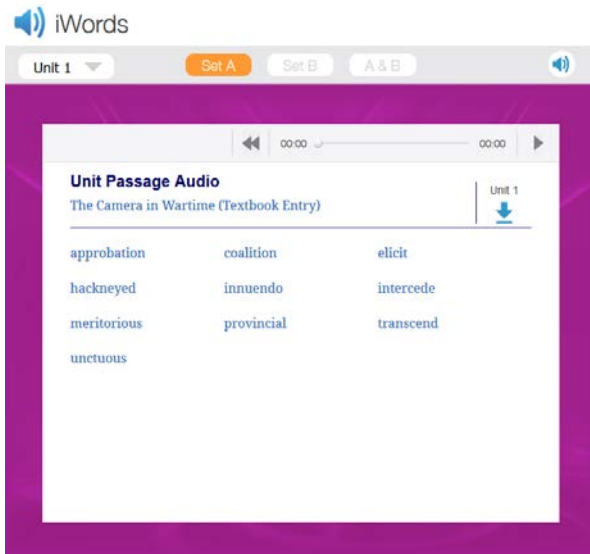 iWords
Unit 1 Set A Set B A & B
00:00 00:00
Unit Passage Audio
Unit 1
The Camera in Wartime (Textbook Entry)
approbation coalition elicit
hackneyed innuendo intercede
meritorious provincial transcend
unctuous